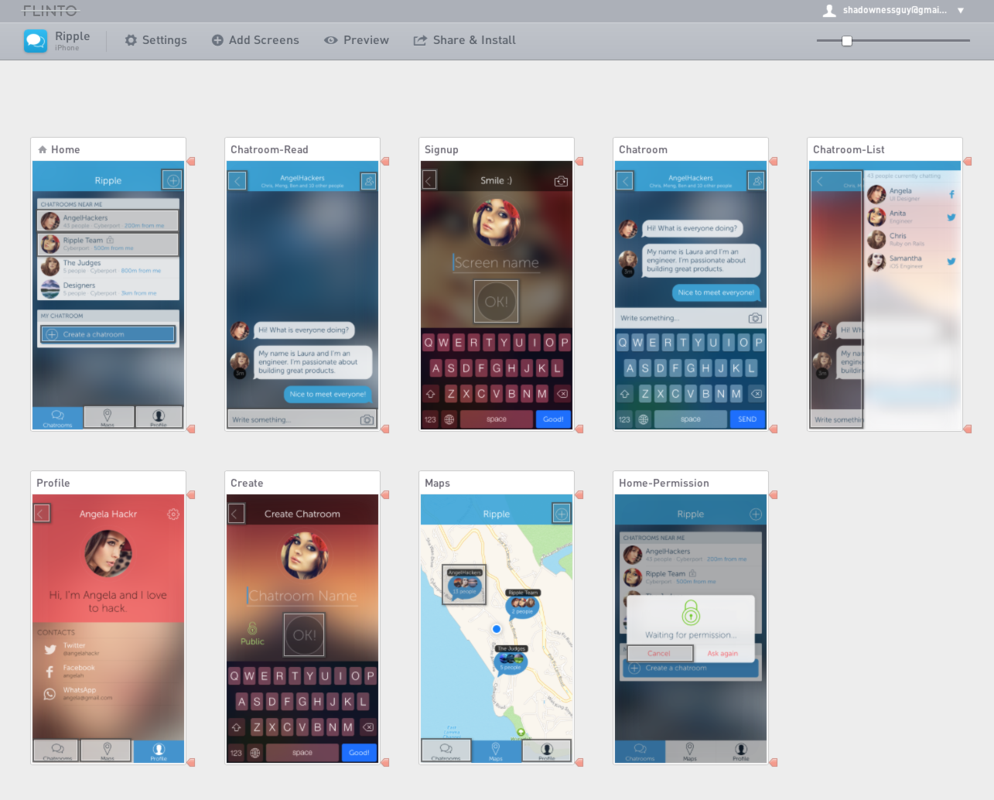 FLINTO
shadownessguy@gmai...
Ripple
iPhone
Settings
Add Screens
Preview
Share & Install
Home
Ripple
CHATROOMS NEAR ME
AngelHackers
43 people · Cyberport · 200m from me
Ripple Team
Cyberport · 500m from me
The Judges
5 people · Cyberport · 800m from me
Designers
5 people · Cyberport · 3km from me
MY CHATROOM
Create a chatroom
Chatrooms
Maps
Profile
Chatroom-Read
AngelHackers
Chris, Wang, Ben and 10 other people
Hi! What is everyone doing?
My name is Laura and I'm an
engineer. I'm passionate about
building great products.
Nice to meet everyone!
Write something...
Signup
Smile :)
Screen name
OK!
Q W E R T Y U I O P
A S D F G H J K L
Z X C V B N M
123
space
Good!
Chatroom
AngelHackers
Chris, Wang, Ben and 10 other people
Hi! What is everyone doing?
My name is Laura and I'm an
engineer. I'm passionate about
building great products.
Nice to meet everyone!
Write something...
Q W E R T Y U I O P
A S D F G H J K L
Z X C V B N M
123
space
SEND
Chatroom-List
43 people currently chatting
Angela
UI Designer
Anita
Engineer
Chris
Ruby on Rails
Samantha
iOS Engineer
Hi! Wh
My nam
engine
buildin
Write somethin
Profile
Angela Hackr
Hi, I'm Angela and I love
to hack.
CONTACTS
Twitter
@angelahackr
Facebook
angelah
WhatsApp
angela@gmail.com
Chatrooms
Maps
Profile
Create
Create Chatroom
Chatroom Name
Public
OK!
Q W E R T Y U I O P
A S D F G H J K L
Z X C V B N M
123
space
Good!
Maps
Ripple
AngelHackers
Ripple Team
2 people
The Judges
5 people
Chatrooms
Maps
Profile
Home-Permission
Ripple
CHATROOMS NEAR ME
AngelHackers
43 people · Cyberport · 200m from me
Ripple Team
Cyberport · 500m from me
Waiting for permission...
Cancel
Ask again
Create a chatroom
Chatrooms
Maps
Profile